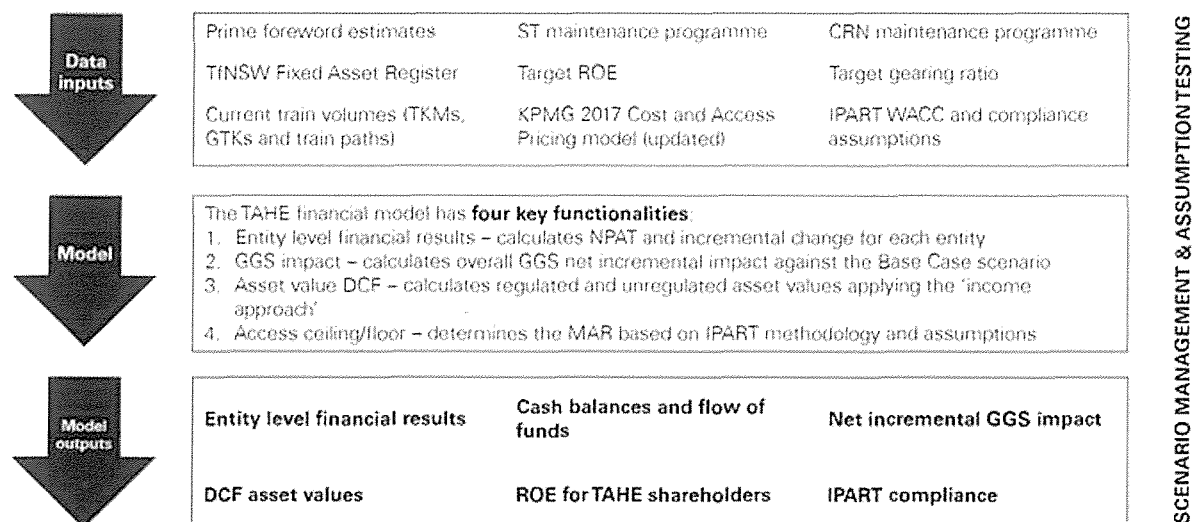 Data
inputs
Prime foreword estimates
ST maintenance programme
CRN maintenance programme
TfNSW Fixed Asset Register
Target ROE
Target gearing ratio
Current train volumes (TKMs,
GTKs and train paths)
KPMG 2017 Cost and Access
Pricing model (updated)
IPART WACC and compliance
assumptions
Model
The TAHE financial model has four key functionalities:
1. Entity level financial results – calculates NPAT and incremental change for each entity
2. GGS impact – calculates overall GGS net incremental impact against the Base Case scenario
3. Asset value DCF – calculates regulated and unregulated asset values applying the 'income
approach'
4. Access ceiling/floor – determines the MAR based on IPART methodology and assumptions
Model
outputs
Entity level financial results
Cash balances and flow of
funds
Net incremental GGS impact
DCF asset values
ROE for TAHE shareholders
IPART compliance
SCENARIO MANAGEMENT & ASSUMPTION TESTING